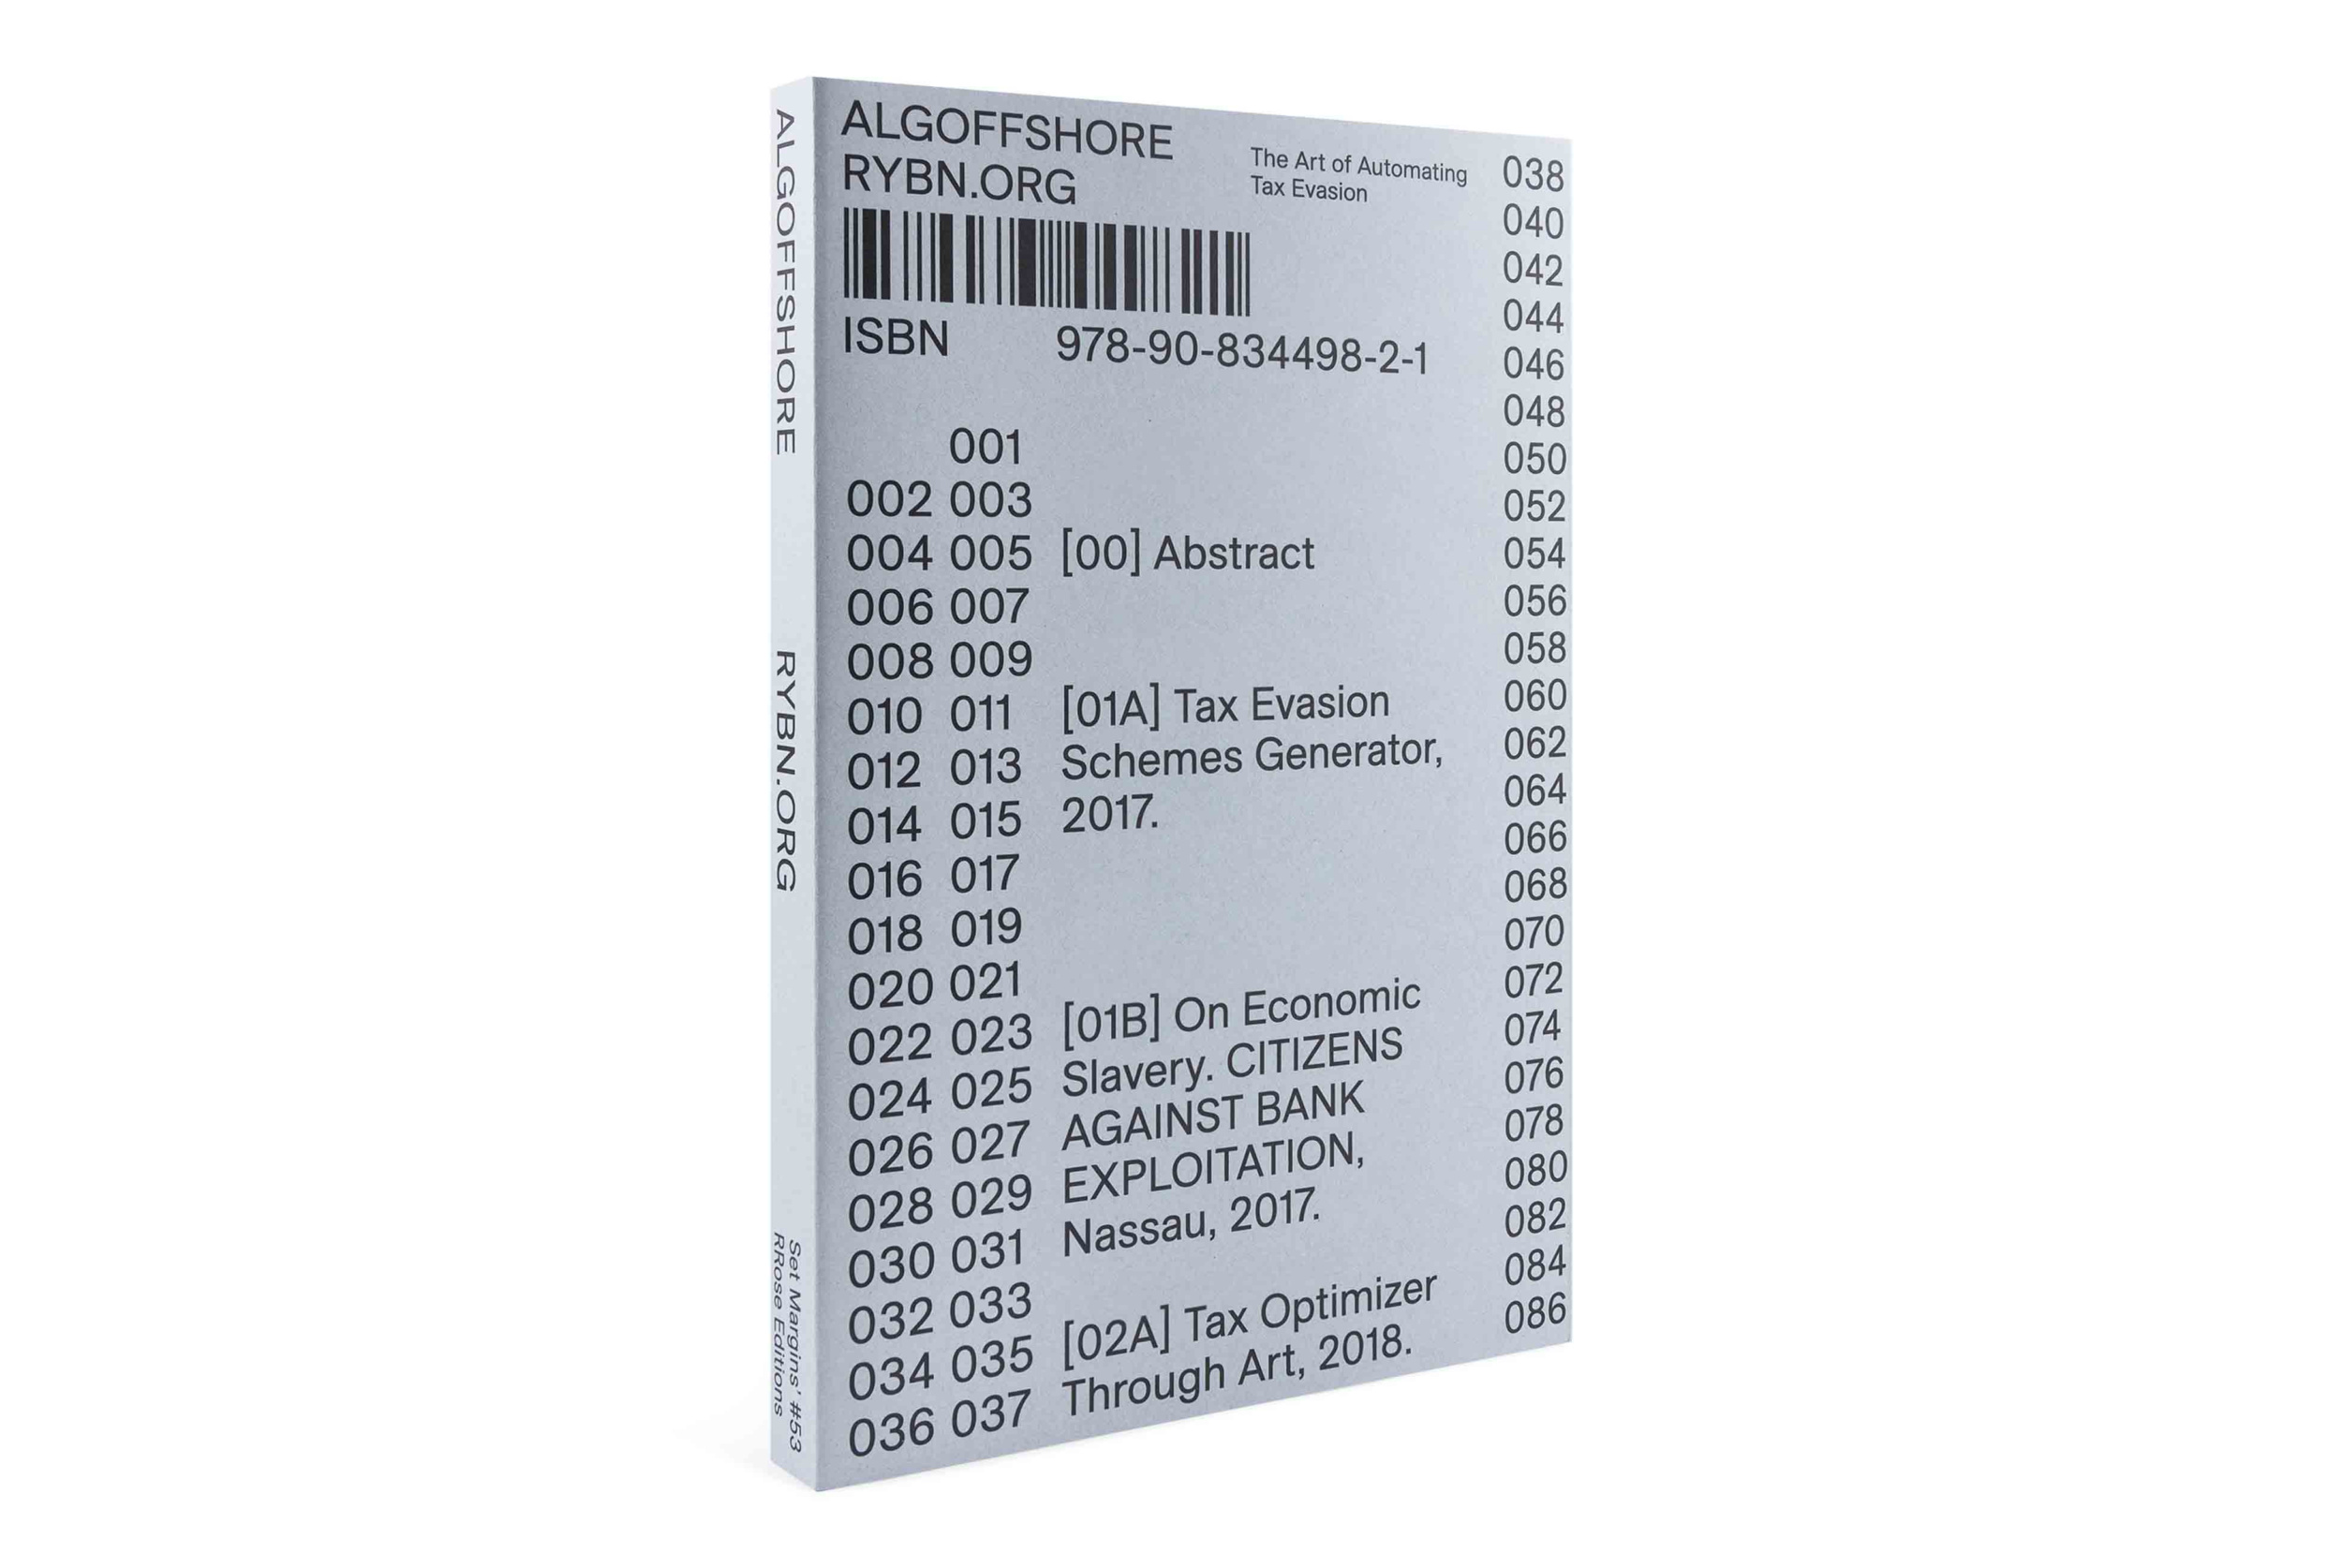 ALGOFFSHORE
RYBN.ORG
Set Margins' #53
RRose Editions
ALGOFFSHORE
RYBN.ORG
The Art of Automating
Tax Evasion
ISBN 978-90-834498-2-1
001
002 003
004 005 [00] Abstract
006 007
008 009
010 011 [01A] Tax Evasion
012 013 Schemes Generator,
014 015 2017.
016 017
018 019
020 021
022 023 [01B] On Economic
024 025 Slavery. CITIZENS
026 027 AGAINST BANK
028 029 EXPLOITATION,
030 031 Nassau, 2017.
032 033
034 035 [02A] Tax Optimizer
036 037 Through Art, 2018.
038
040
042
044
046
048
050
052
054
056
058
060
062
064
066
068
070
072
074
076
078
080
082
084
086